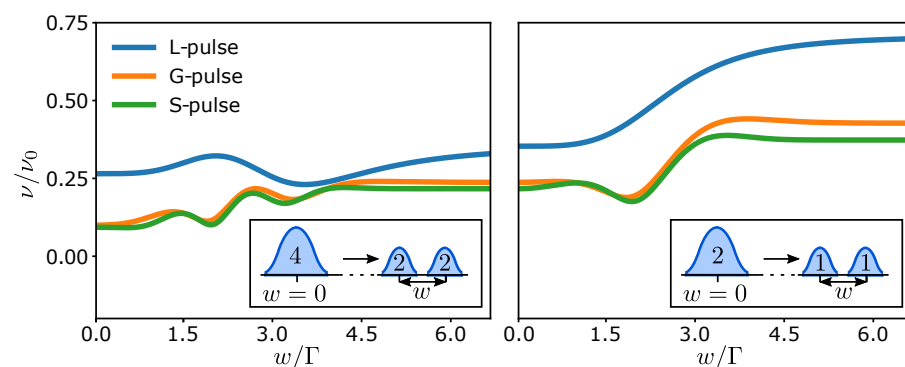 0.75
0.50
0.25
0.00
ν/ν₀
L-pulse
G-pulse
S-pulse
4
2 2
w = 0
w
0.0 1.5 3.0 4.5 6.0
w/Γ
2
1 1
w = 0
w
0.0 1.5 3.0 4.5 6.0
w/Γ